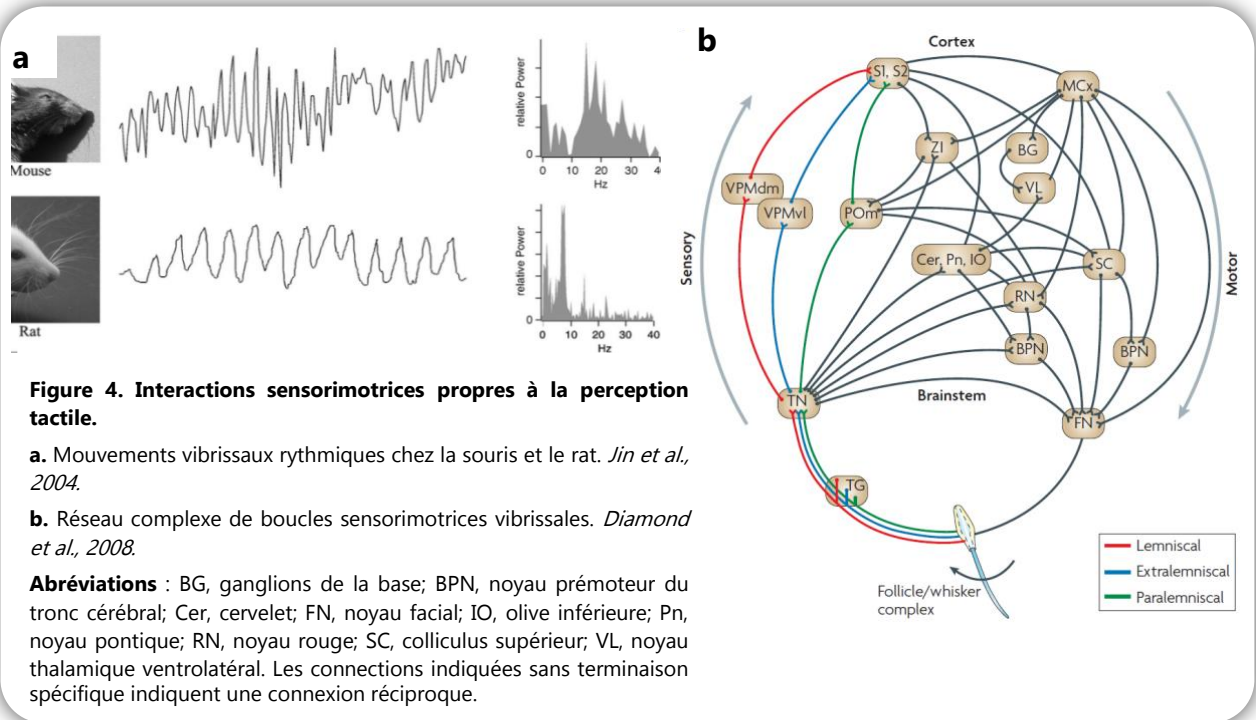 a
Mouse
relative Power
0
0 10 20 30 4
Hz
Rat
relative Power
0
0 10 20 30 40
Hz
Figure 4. Interactions sensorimotrices propres à la perception
tactile.
a. Mouvements vibrissaux rythmiques chez la souris et le rat. Jin et al.,
2004.
b. Réseau complexe de boucles sensorimotrices vibrissales. Diamond
et al., 2008.
Abréviations : BG, ganglions de la base; BPN, noyau prémoteur du
tronc cérébral; Cer, cervelet; FN, noyau facial; IO, olive inférieure; Pn,
noyau pontique; RN, noyau rouge; SC, colliculus supérieur; VL, noyau
thalamique ventrolatéral. Les connections indiquées sans terminaison
spécifique indiquent une connexion réciproque.
b
Cortex
S1, S2
MCx
ZI
BG
VPMdm
VL
VPMvl
POm
Sensory
Cer, Pn, IO
SC
Motor
RN
BPN
BPN
TN
Brainstem
FN
TG
Follicle/whisker
complex
Lemniscal
Extralemniscal
Paralemniscal